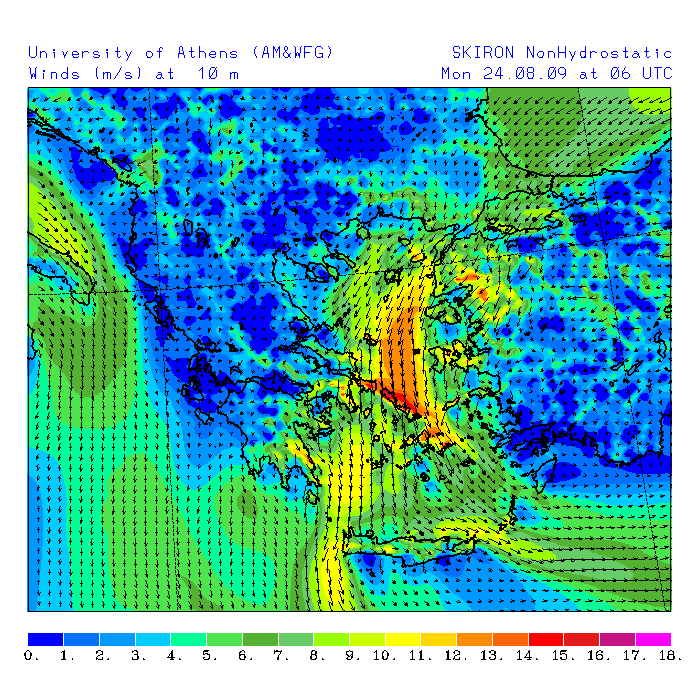 University of Athens (AM&WFG) SKIRON NonHydrostatic
Winds (m/s) at 10 m Mon 24.08.09 at 06 UTC
0. 1. 2. 3. 4. 5. 6. 7. 8. 9. 10. 11. 12. 13. 14. 15. 16. 17. 18.